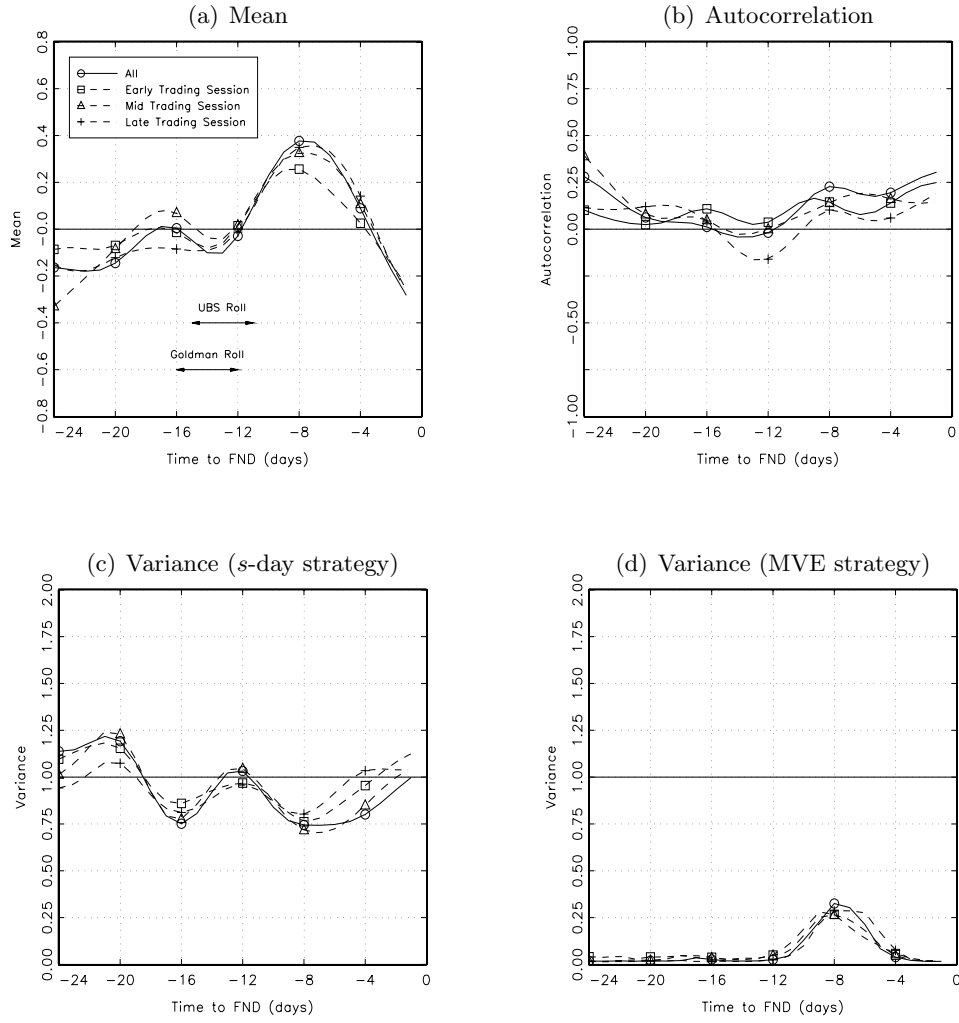 (a) Mean
0.8
0.6
0.4
0.2
0.0
−0.2
−0.4
−0.6
−0.8
Mean
All
Early Trading Session
Mid Trading Session
Late Trading Session
UBS Roll
Goldman Roll
−24 −20 −16 −12 −8 −4 0
Time to FND (days)
(b) Autocorrelation
1.00
0.50
0.25
0.00
−0.50
−1.00
Autocorrelation
−24 −20 −16 −12 −8 −4 0
Time to FND (days)
(c) Variance (s-day strategy)
2.00
1.75
1.50
1.25
1.00
0.75
0.50
0.25
0.00
Variance
−24 −20 −16 −12 −8 −4 0
Time to FND (days)
(d) Variance (MVE strategy)
2.00
1.75
1.50
1.25
1.00
0.75
0.50
0.25
0.00
Variance
−24 −20 −16 −12 −8 −4 0
Time to FND (days)